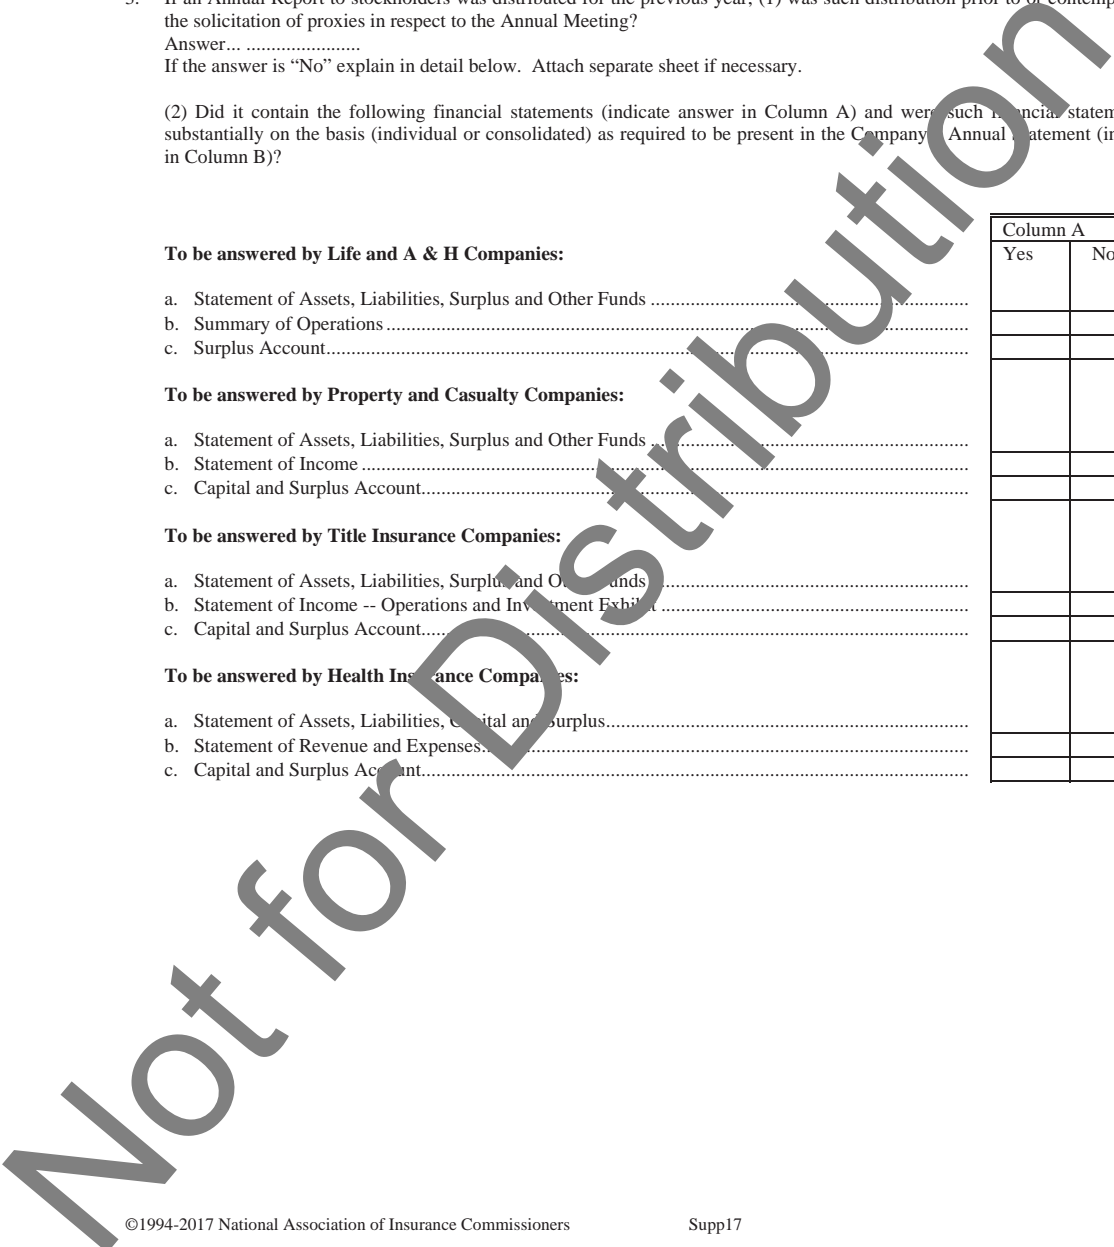 3. If an Annual Report to stockholders was distributed for the previous year, (1) was such distribution prior to or
the solicitation of proxies in respect to the Annual Meeting?
Answer... .......................
If the answer is “No” explain in detail below. Attach separate sheet if necessary.
(2) Did it contain the following financial statements (indicate answer in Column A) and were such financial
substantially on the basis (individual or consolidated) as required to be present in the Company Annual Statement
in Column B)?
Column A
To be answered by Life and A & H Companies:
Yes No
a. Statement of Assets, Liabilities, Surplus and Other Funds
b. Summary of Operations
c. Surplus Account
To be answered by Property and Casualty Companies:
a. Statement of Assets, Liabilities, Surplus and Other Funds
b. Statement of Income
c. Capital and Surplus Account
To be answered by Title Insurance Companies:
a. Statement of Assets, Liabilities, Surplus and Other Funds
b. Statement of Income -- Operations and Investment Exhibit
c. Capital and Surplus Account
To be answered by Health Insurance Companies:
a. Statement of Assets, Liabilities, Capital and Surplus
b. Statement of Revenue and Expenses
c. Capital and Surplus Account
Not for Distribution
©1994-2017 National Association of Insurance Commissioners Supp17